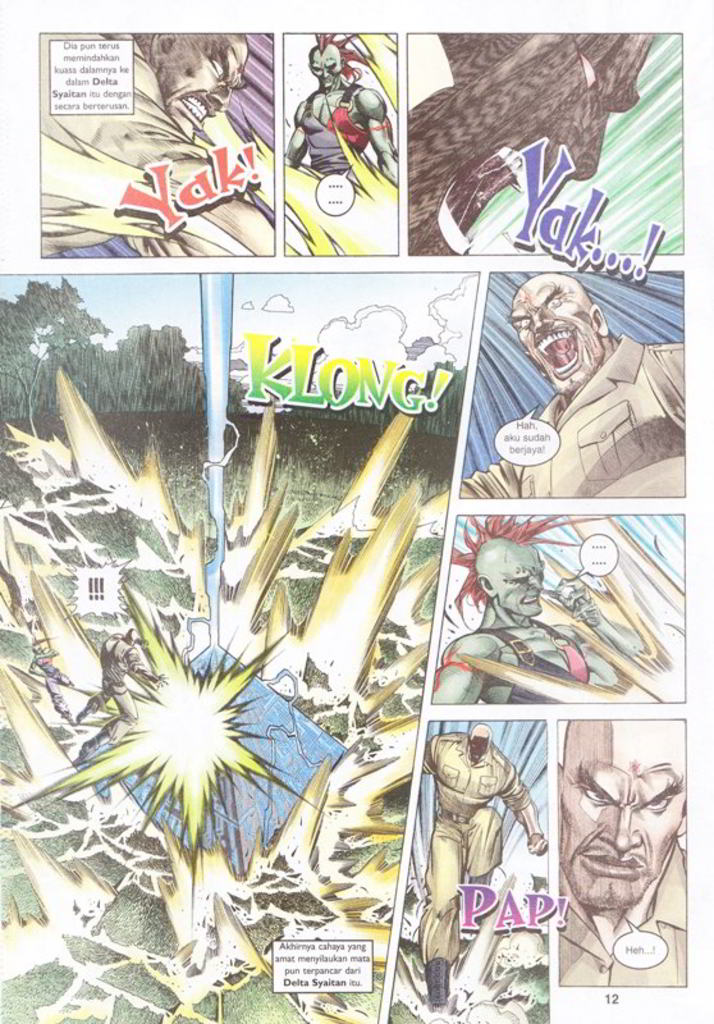 Dia pun terus
memindahkan
kuasa dalamnya ke
dalam Delta
Syaitan itu dengan
secara berterusan.
Yak!
....
....
Yak....!
KLONG!
Hah,
aku sudah
berjaya!
!!!
....
....
Akhirnya cahaya yang
amat menyilaukan mata
pun terpancar dari
Delta Syaitan itu.
PAP!
Heh...!
12